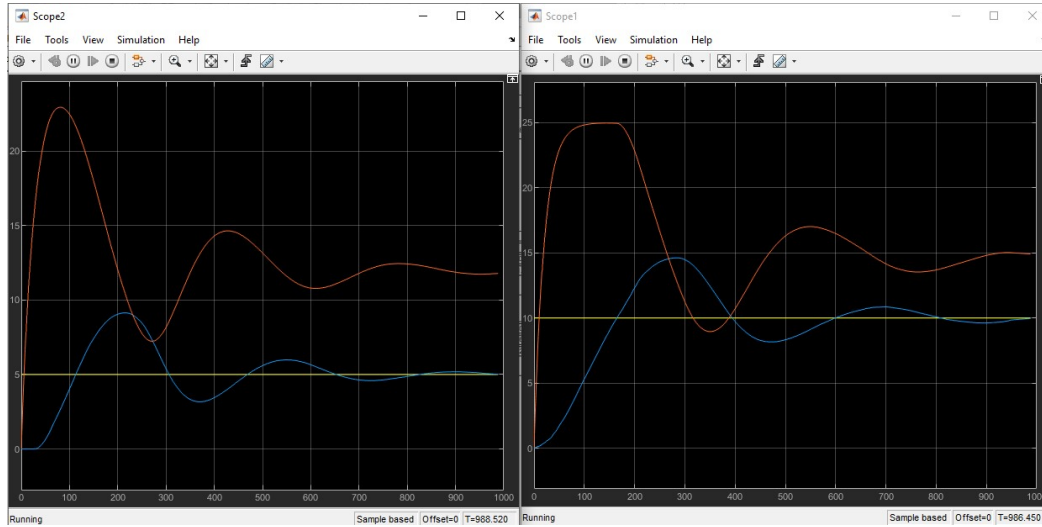 Scope2
File Tools View Simulation Help
20
15
10
5
0
0 100 200 300 400 500 600 700 800 900 1000
Running
Sample based Offset=0 T=988.520
Scope1
File Tools View Simulation Help
25
20
15
10
5
0
0 100 200 300 400 500 600 700 800 900 1000
Running
Sample based Offset=0 T=986.450